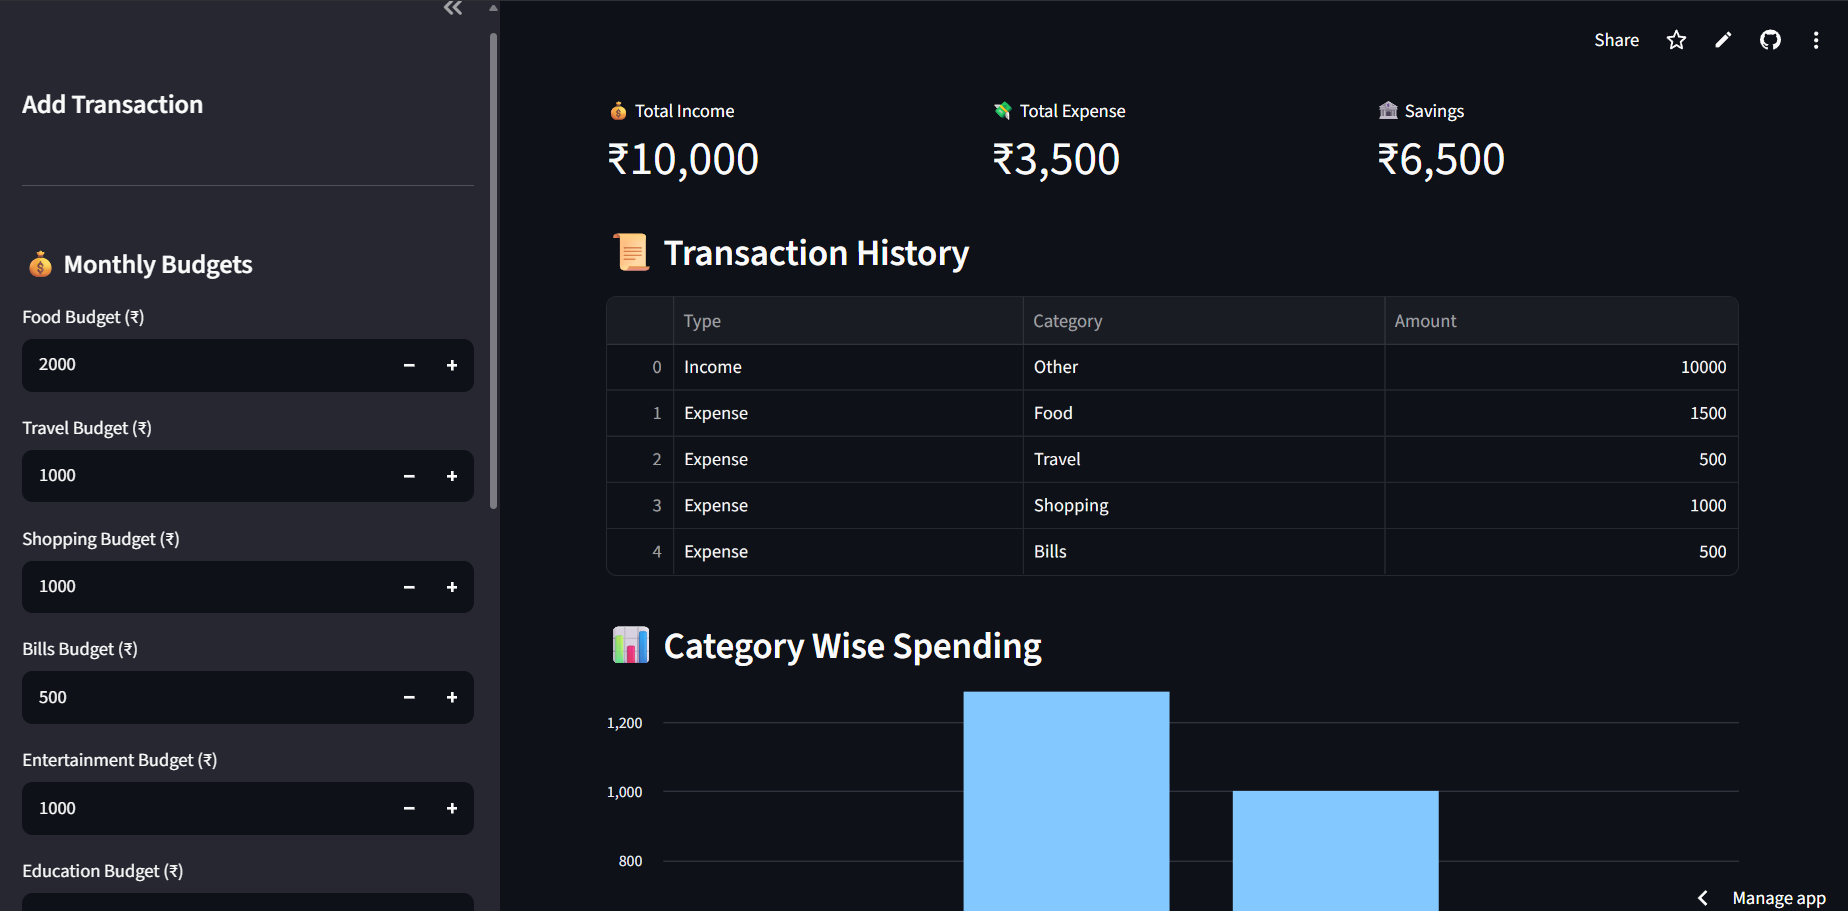 Add Transaction
💰 Monthly Budgets
Food Budget (₹)
2000 − +
Travel Budget (₹)
1000 − +
Shopping Budget (₹)
1000 − +
Bills Budget (₹)
500 − +
Entertainment Budget (₹)
1000 − +
Education Budget (₹)
Share
💰 Total Income
₹10,000
💸 Total Expense
₹3,500
🏦 Savings
₹6,500
📜 Transaction History
Type Category Amount
0 Income Other 10000
1 Expense Food 1500
2 Expense Travel 500
3 Expense Shopping 1000
4 Expense Bills 500
📊 Category Wise Spending
1,200
1,000
800
Manage app